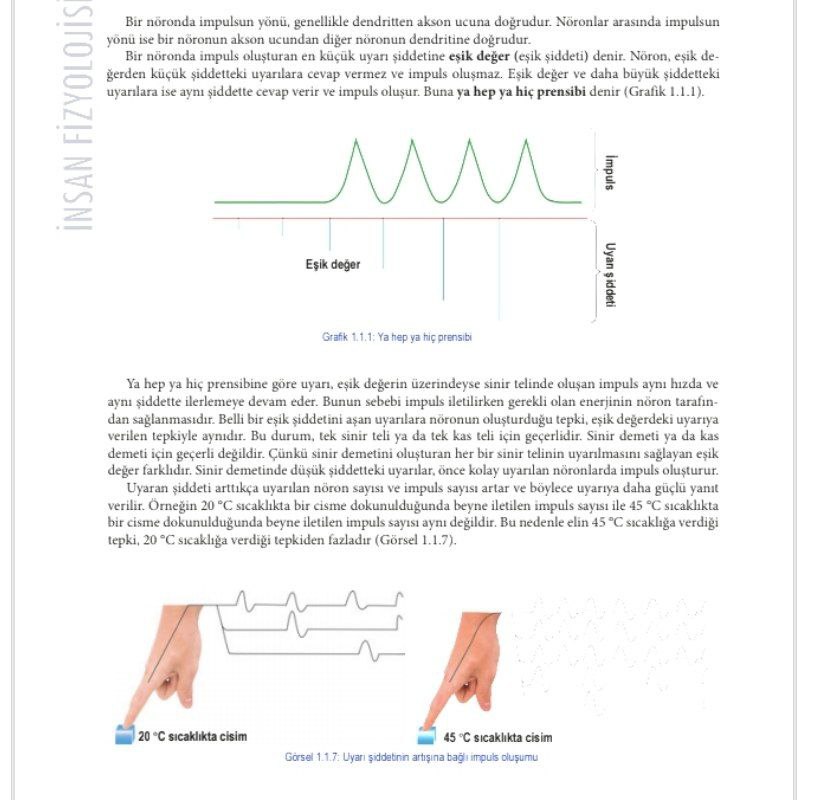 İNSAN FİZYOLOJİSİ
Bir nöronda impulsun yönü, genellikle dendritten akson ucuna doğrudur. Nöronlar arasında impulsun
yönü ise bir nöronun akson ucundan diğer nöronun dendritine doğrudur.
Bir nöronda impuls oluşturan en küçük uyarı şiddetine eşik değer (eşik şiddeti) denir. Nöron, eşik de-
ğerden küçük şiddetteki uyarılara cevap vermez ve impuls oluşmaz. Eşik değer ve daha büyük şiddetteki
uyarılara ise aynı şiddette cevap verir ve impuls oluşur. Buna ya hep ya hiç prensibi denir (Grafik 1.1.1).
İmpuls
Uyarı şiddeti
Eşik değer
Grafik 1.1.1: Ya hep ya hiç prensibi
Ya hep ya hiç prensibine göre uyarı, eşik değerin üzerindeyse sinir telinde oluşan impuls aynı hızda ve
aynı şiddette ilerlemeye devam eder. Bunun sebebi impuls iletilirken gerekli olan enerjinin nöron tarafın-
dan sağlanmasıdır. Belli bir eşik şiddetini aşan uyarılara nöronun oluşturduğu tepki, eşik değerdeki uyarıya
verilen tepkiyle aynıdır. Bu durum, tek sinir teli ya da tek kas teli için geçerlidir. Sinir demeti ya da kas
demeti için geçerli değildir. Çünkü sinir demetini oluşturan her bir sinir telinin uyarılmasını sağlayan eşik
değer farklıdır. Sinir demetinde düşük şiddetteki uyarılar, önce kolay uyarılan nöronlarda impuls oluşturur.
Uyaran şiddeti arttıkça uyarılan nöron sayısı ve impuls sayısı artar ve böylece uyarıya daha güçlü yanıt
verilir. Örneğin 20 °C sıcaklıkta bir cisme dokunulduğunda beyne iletilen impuls sayısı ile 45 °C sıcaklıkta
bir cisme dokunulduğunda beyne iletilen impuls sayısı aynı değildir. Bu nedenle elin 45 °C sıcaklığa verdiği
tepki, 20 °C sıcaklığa verdiği tepkiden fazladır (Görsel 1.1.7).
20 °C sıcaklıkta cisim
45 °C sıcaklıkta cisim
Görsel 1.1.7: Uyarı şiddetinin artışına bağlı impuls oluşumu